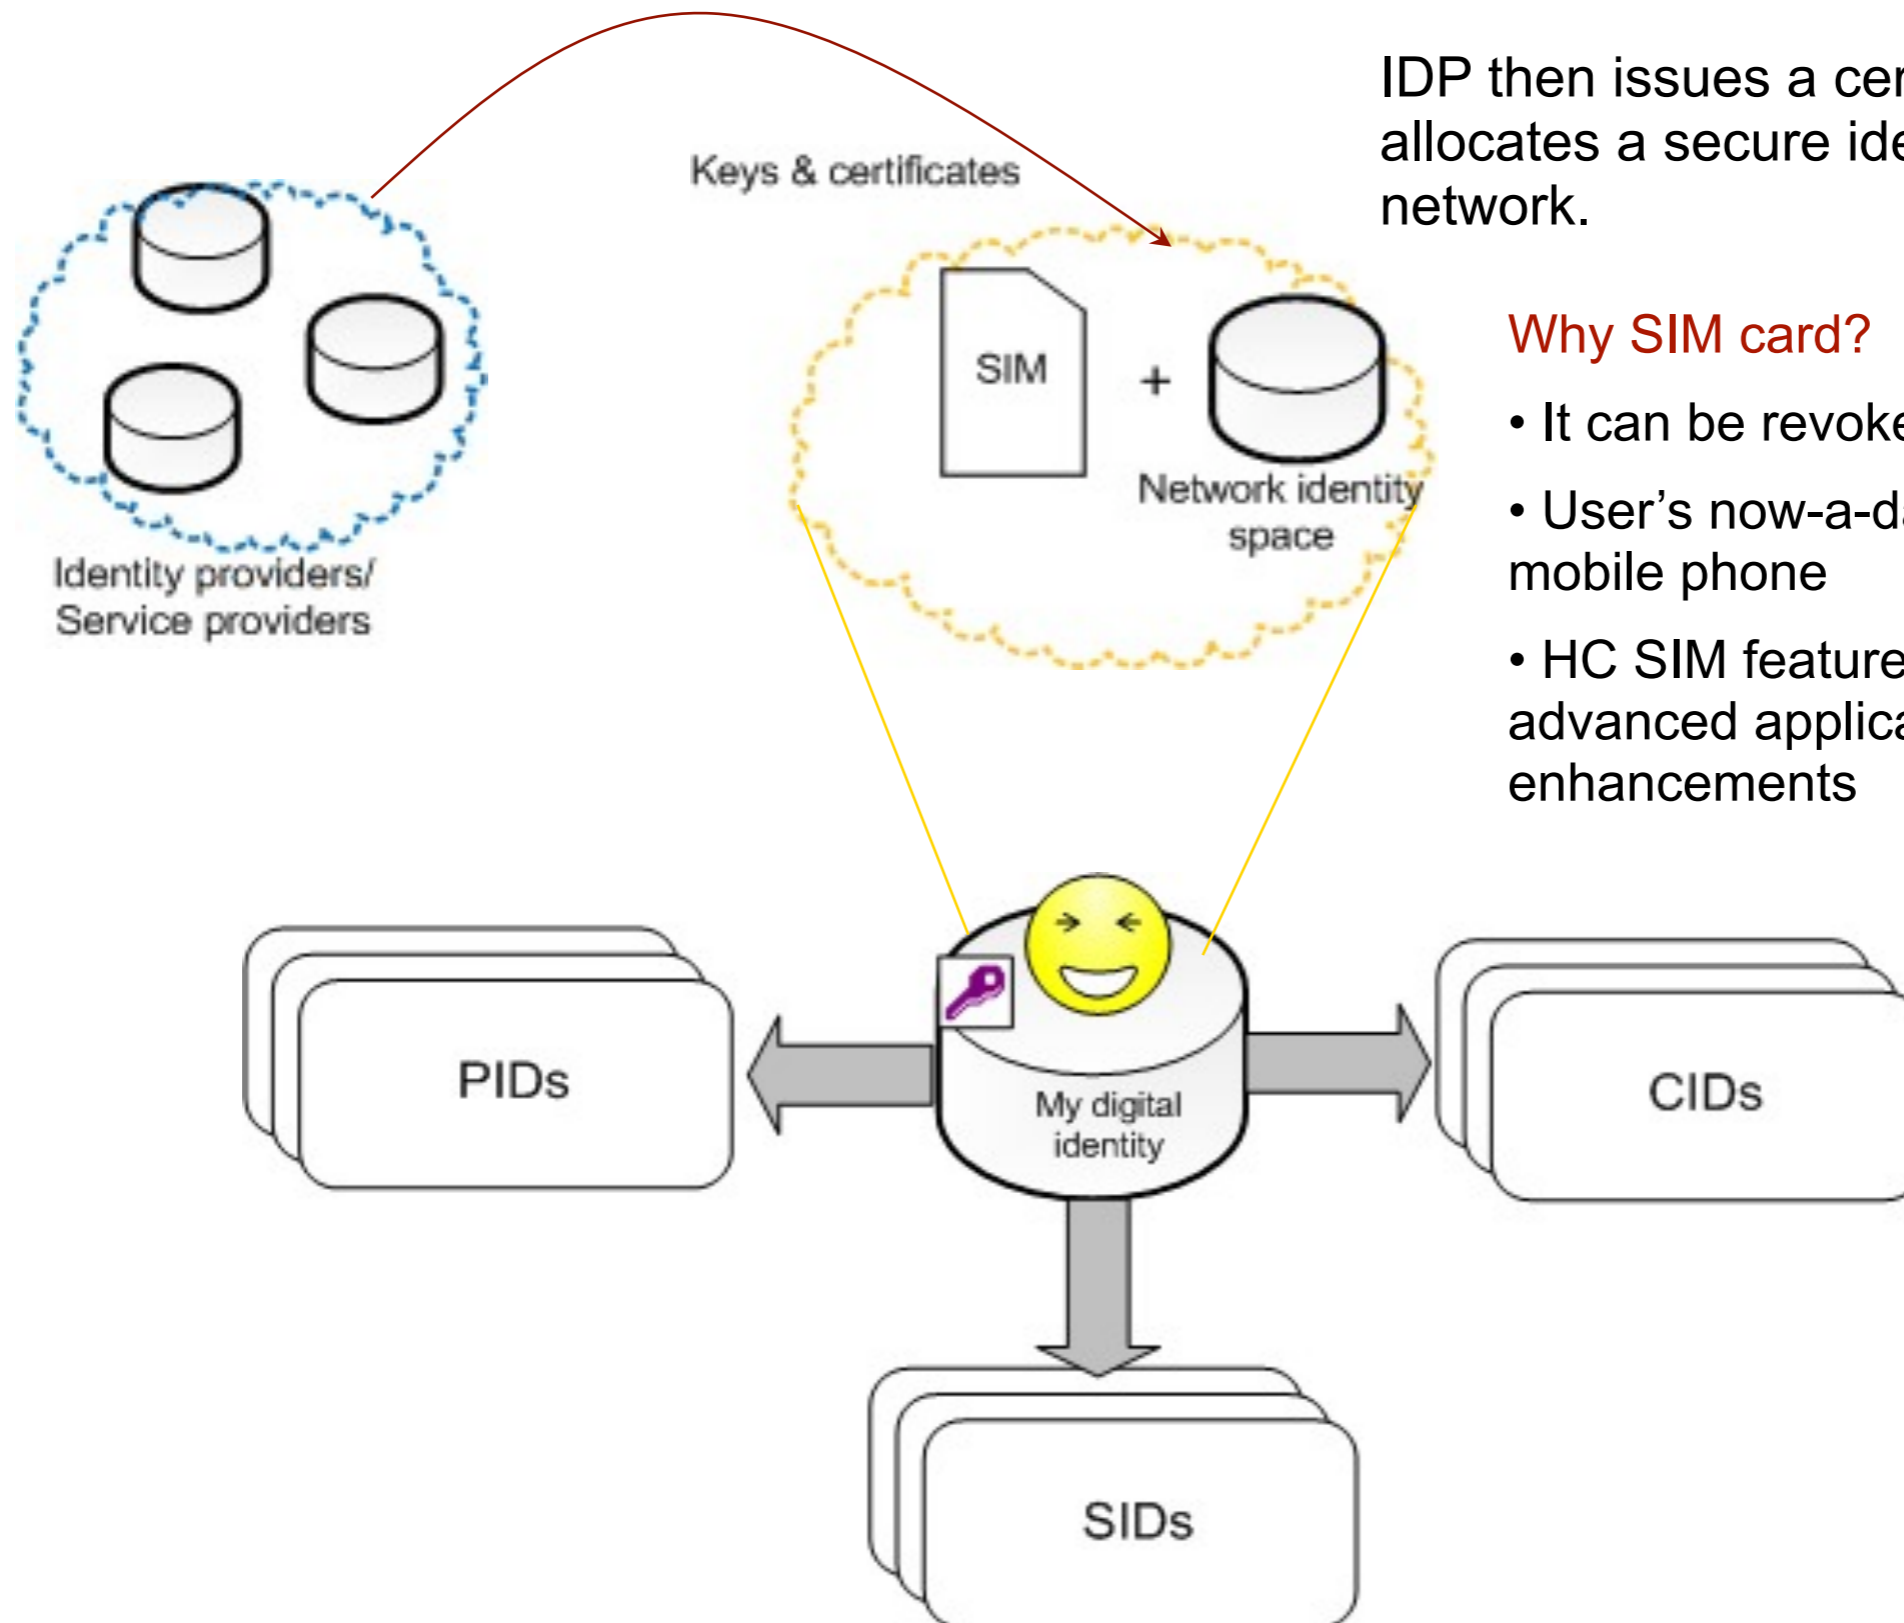 IDP then issues a cer
allocates a secure ide
network.
Keys & certificates
SIM
+
Network identity
space
Identity providers/
Service providers
Why SIM card?
• It can be revoke
• User’s now-a-da
mobile phone
• HC SIM feature
advanced applica
enhancements
PIDs
My digital
identity
CIDs
SIDs